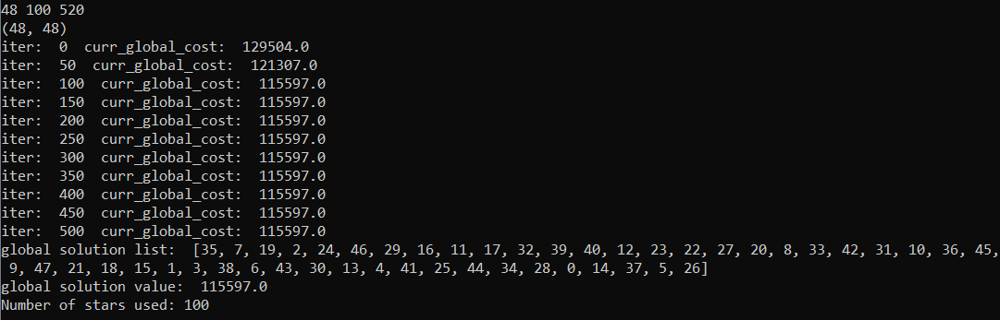 48 100 520
(48, 48)
iter:  0  curr_global_cost:  129504.0
iter:  50  curr_global_cost:  121307.0
iter:  100  curr_global_cost:  115597.0
iter:  150  curr_global_cost:  115597.0
iter:  200  curr_global_cost:  115597.0
iter:  250  curr_global_cost:  115597.0
iter:  300  curr_global_cost:  115597.0
iter:  350  curr_global_cost:  115597.0
iter:  400  curr_global_cost:  115597.0
iter:  450  curr_global_cost:  115597.0
iter:  500  curr_global_cost:  115597.0
global solution list:  [35, 7, 19, 2, 24, 46, 29, 16, 11, 17, 32, 39, 40, 12, 23, 22, 27, 20, 8, 33, 42, 31, 10, 36, 45,
 9, 47, 21, 18, 15, 1, 3, 38, 6, 43, 30, 13, 4, 41, 25, 44, 34, 28, 0, 14, 37, 5, 26]
global solution value:  115597.0
Number of stars used: 100